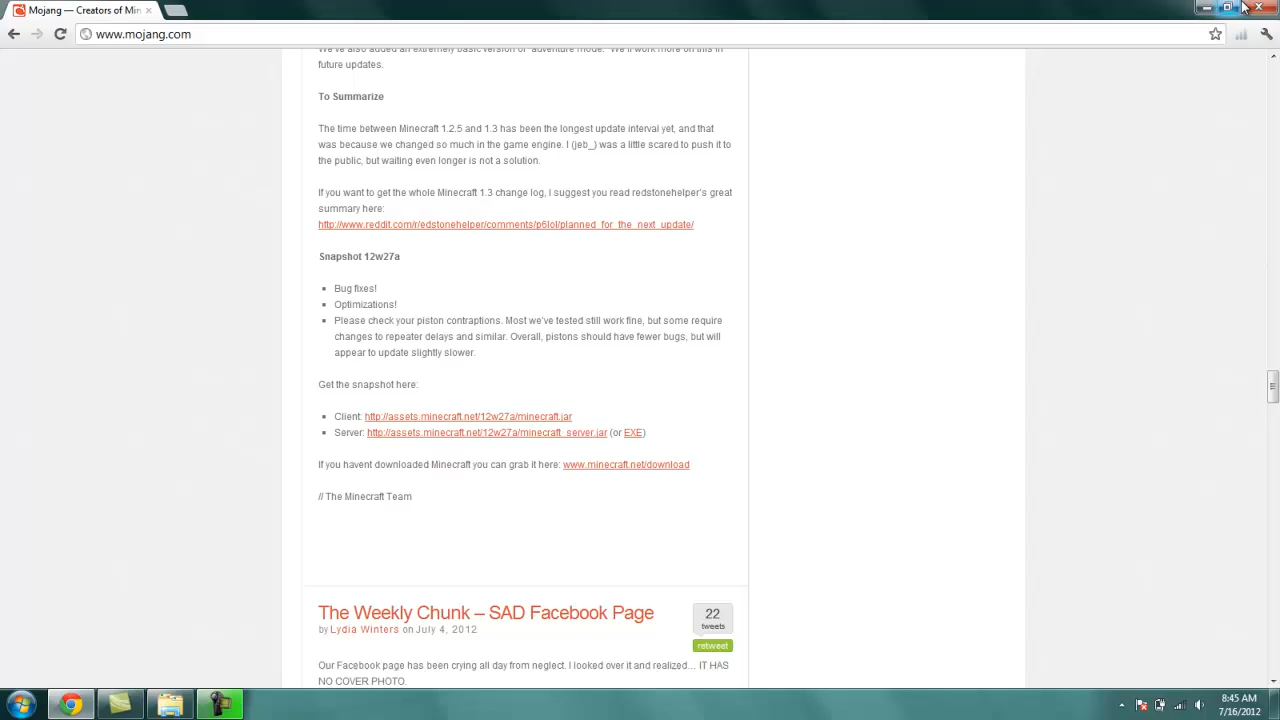 Mojang — Creators of Min
www.mojang.com
We've also added an extremely basic version of "adventure mode." We'll work more on this in
future updates.
To Summarize
The time between Minecraft 1.2.5 and 1.3 has been the longest update interval yet, and that
was because we changed so much in the game engine. I (jeb_) was a little scared to push it to
the public, but waiting even longer is not a solution.
If you want to get the whole Minecraft 1.3 change log, I suggest you read redstonehelper's great
summary here:
http://www.reddit.com/r/edstonehelper/comments/p6lol/planned_for_the_next_update/
Snapshot 12w27a
Bug fixes!
Optimizations!
Please check your piston contraptions. Most we've tested still work fine, but some require
changes to repeater delays and similar. Overall, pistons should have fewer bugs, but will
appear to update slightly slower.
Get the snapshot here:
Client: http://assets.minecraft.net/12w27a/minecraft.jar
Server: http://assets.minecraft.net/12w27a/minecraft_server.jar (or EXE)
If you havent downloaded Minecraft you can grab it here: www.minecraft.net/download
// The Minecraft Team
The Weekly Chunk – SAD Facebook Page
by Lydia Winters on July 4, 2012
22
tweets
retweet
Our Facebook page has been crying all day from neglect. I looked over it and realized… IT HAS
NO COVER PHOTO.
8:45 AM
7/16/2012